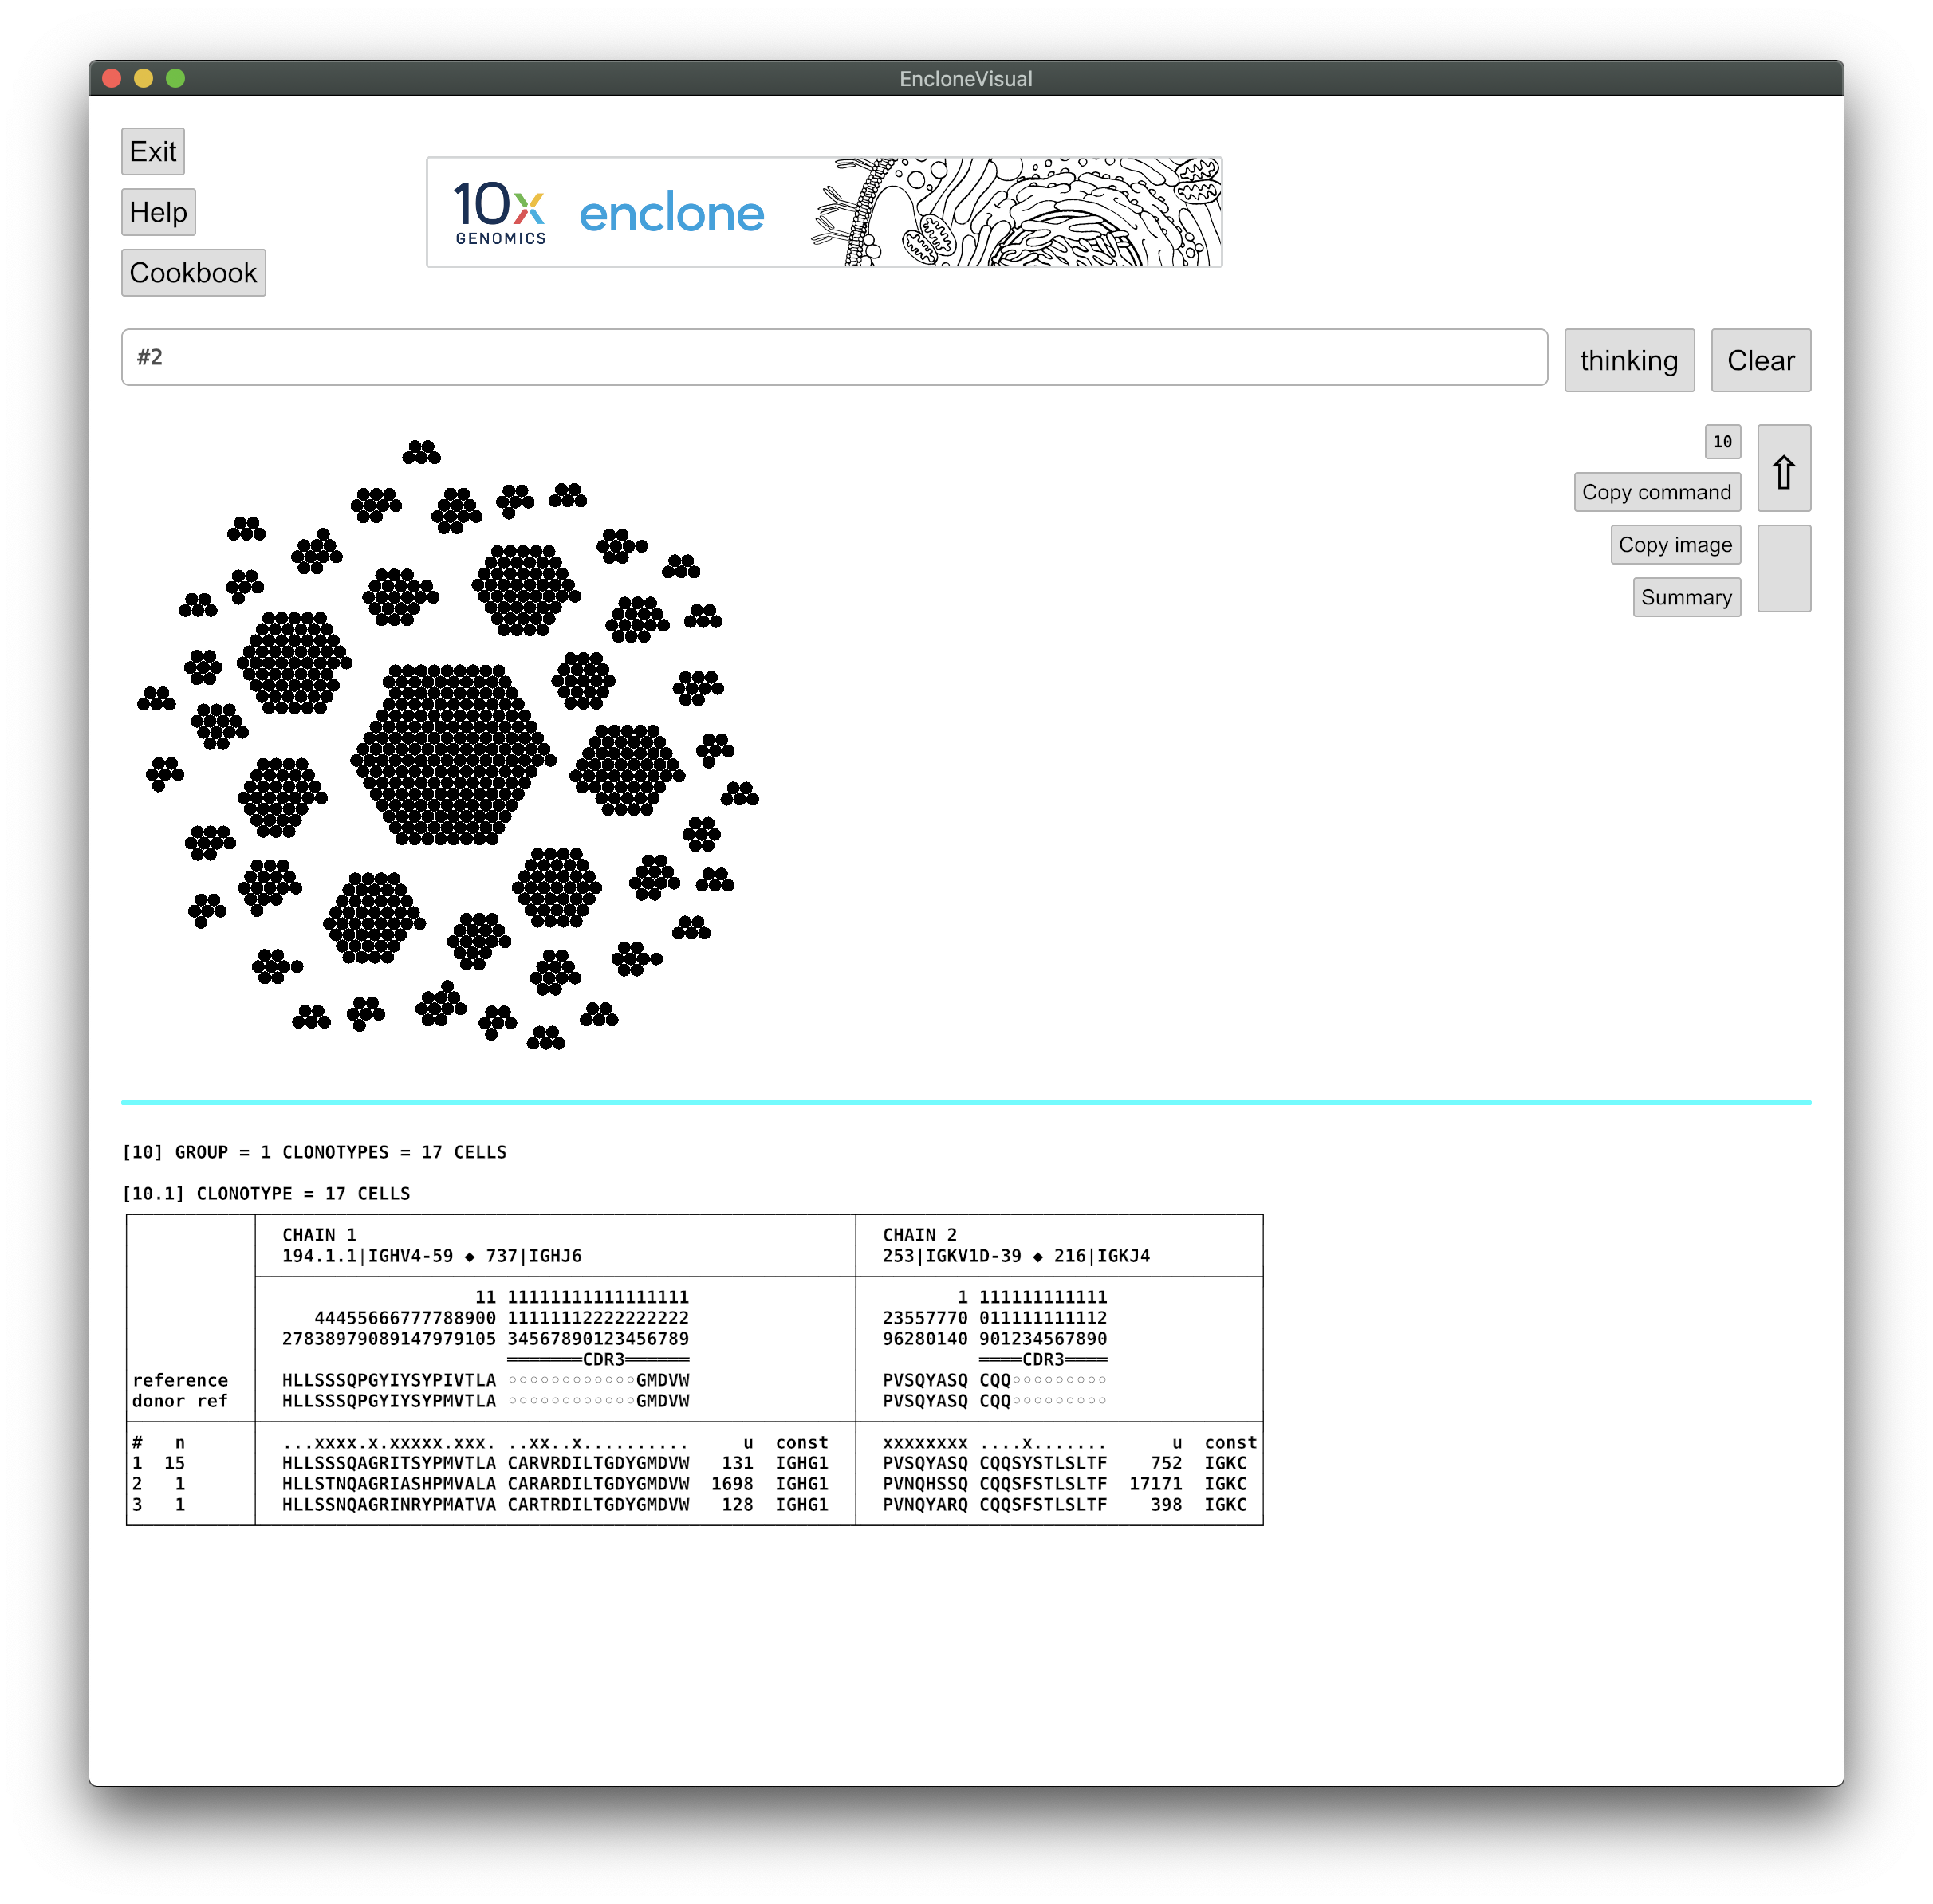 EncloneVisual
Exit
Help
Cookbook
10x
GENOMICS
enclone
#2
thinking
Clear
10
⇧
Copy command
Copy image
Summary
[10] GROUP = 1 CLONOTYPES = 17 CELLS
[10.1] CLONOTYPE = 17 CELLS
CHAIN 1 CHAIN 2
194.1.1|IGHV4-59 ◆ 737|IGHJ6 253|IGKV1D-39 ◆ 216|IGKJ4
11 11111111111111111 1 111111111111
44455666777788900 11111112222222222 23557770 011111111112
27838979089147979105 34567890123456789 96280140 901234567890
═══════CDR3══════ ════CDR3════
reference HLLSSSQPGYIYSYPIVTLA ◦◦◦◦◦◦◦◦◦◦◦◦GMDVW PVSQYASQ CQQ◦◦◦◦◦◦◦◦◦
donor ref HLLSSSQPGYIYSYPMVTLA ◦◦◦◦◦◦◦◦◦◦◦◦GMDVW PVSQYASQ CQQ◦◦◦◦◦◦◦◦◦
# n ...xxxx.x.xxxxx.xxx. ..xx..x.......... u const xxxxxxxx ....x....... u const
1 15 HLLSSSQAGRITSYPMVTLA CARVRDILTGDYGMDVW 131 IGHG1 PVSQYASQ CQQSYSTLSLTF 752 IGKC
2 1 HLLSTNQAGRIASHPMVALA CARARDILTGDYGMDVW 1698 IGHG1 PVNQHSSQ CQQSFSTLSLTF 17171 IGKC
3 1 HLLSSNQAGRINRYPMATVA CARTRDILTGDYGMDVW 128 IGHG1 PVNQYARQ CQQSFSTLSLTF 398 IGKC